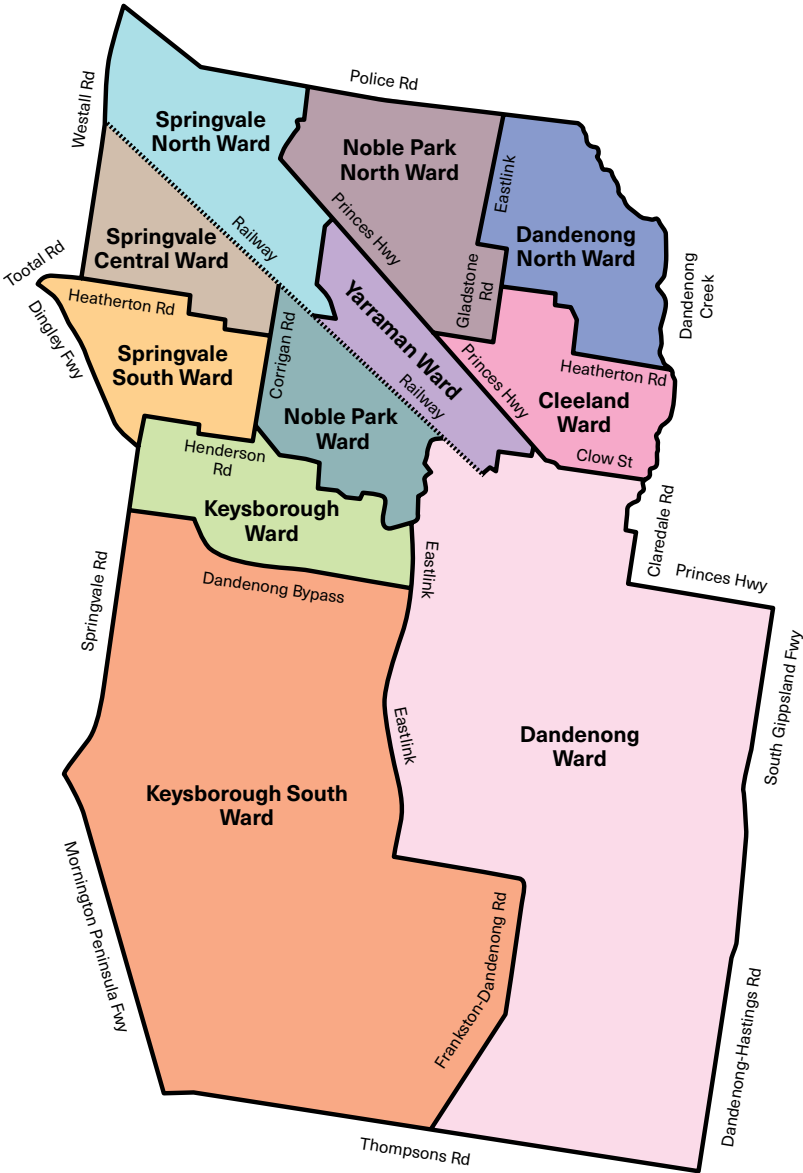 Police Rd
Westall Rd
Springvale
North Ward
Noble Park
North Ward
Eastlink
Princes Hwy
Railway
Dandenong
North Ward
Springvale
Central Ward
Tootal Rd
Gladstone
Rd
Dandenong
Creek
Heatherton Rd
Dingley Fwy
Yarraman Ward
Corrigan Rd
Springvale
South Ward
Princes Hwy
Railway
Heatherton Rd
Cleeland
Ward
Noble Park
Ward
Henderson
Rd
Clow St
Keysborough
Ward
Claredale Rd
Eastlink
Princes Hwy
Dandenong Bypass
Springvale Rd
South Gippsland Fwy
Eastlink
Dandenong
Ward
Keysborough South
Ward
Mornington Peninsula Fwy
Frankston-Dandenong Rd
Dandenong-Hastings Rd
Thompsons Rd